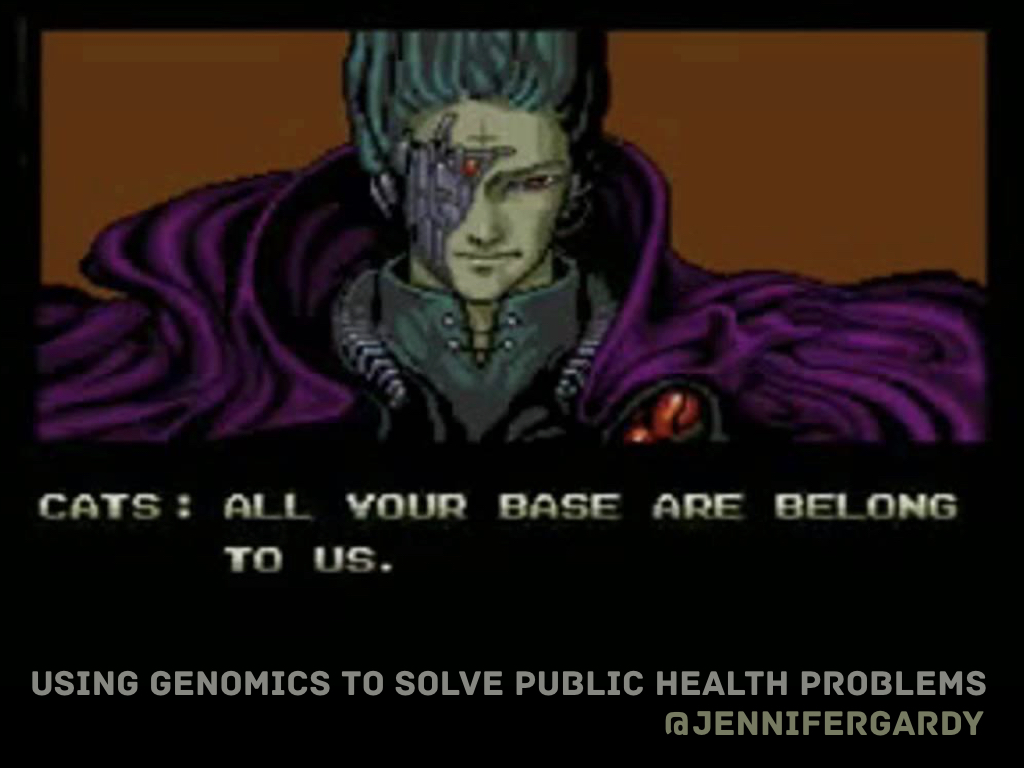 CATS: ALL YOUR BASE ARE BELONG
TO US.
USING GENOMICS TO SOLVE PUBLIC HEALTH PROBLEMS
@JENNIFERGARDY